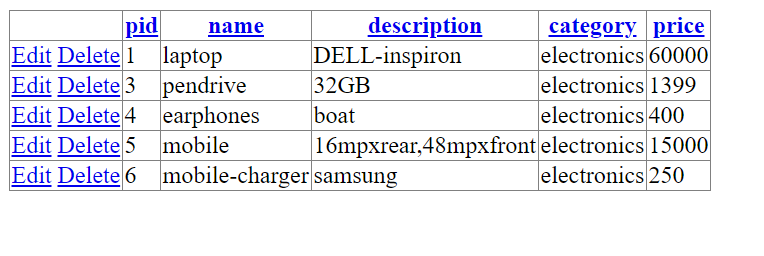 pid name description category price
Edit Delete 1 laptop DELL-inspiron electronics 60000
Edit Delete 3 pendrive 32GB electronics 1399
Edit Delete 4 earphones boat electronics 400
Edit Delete 5 mobile 16mpxrear,48mpxfront electronics 15000
Edit Delete 6 mobile-charger samsung electronics 250